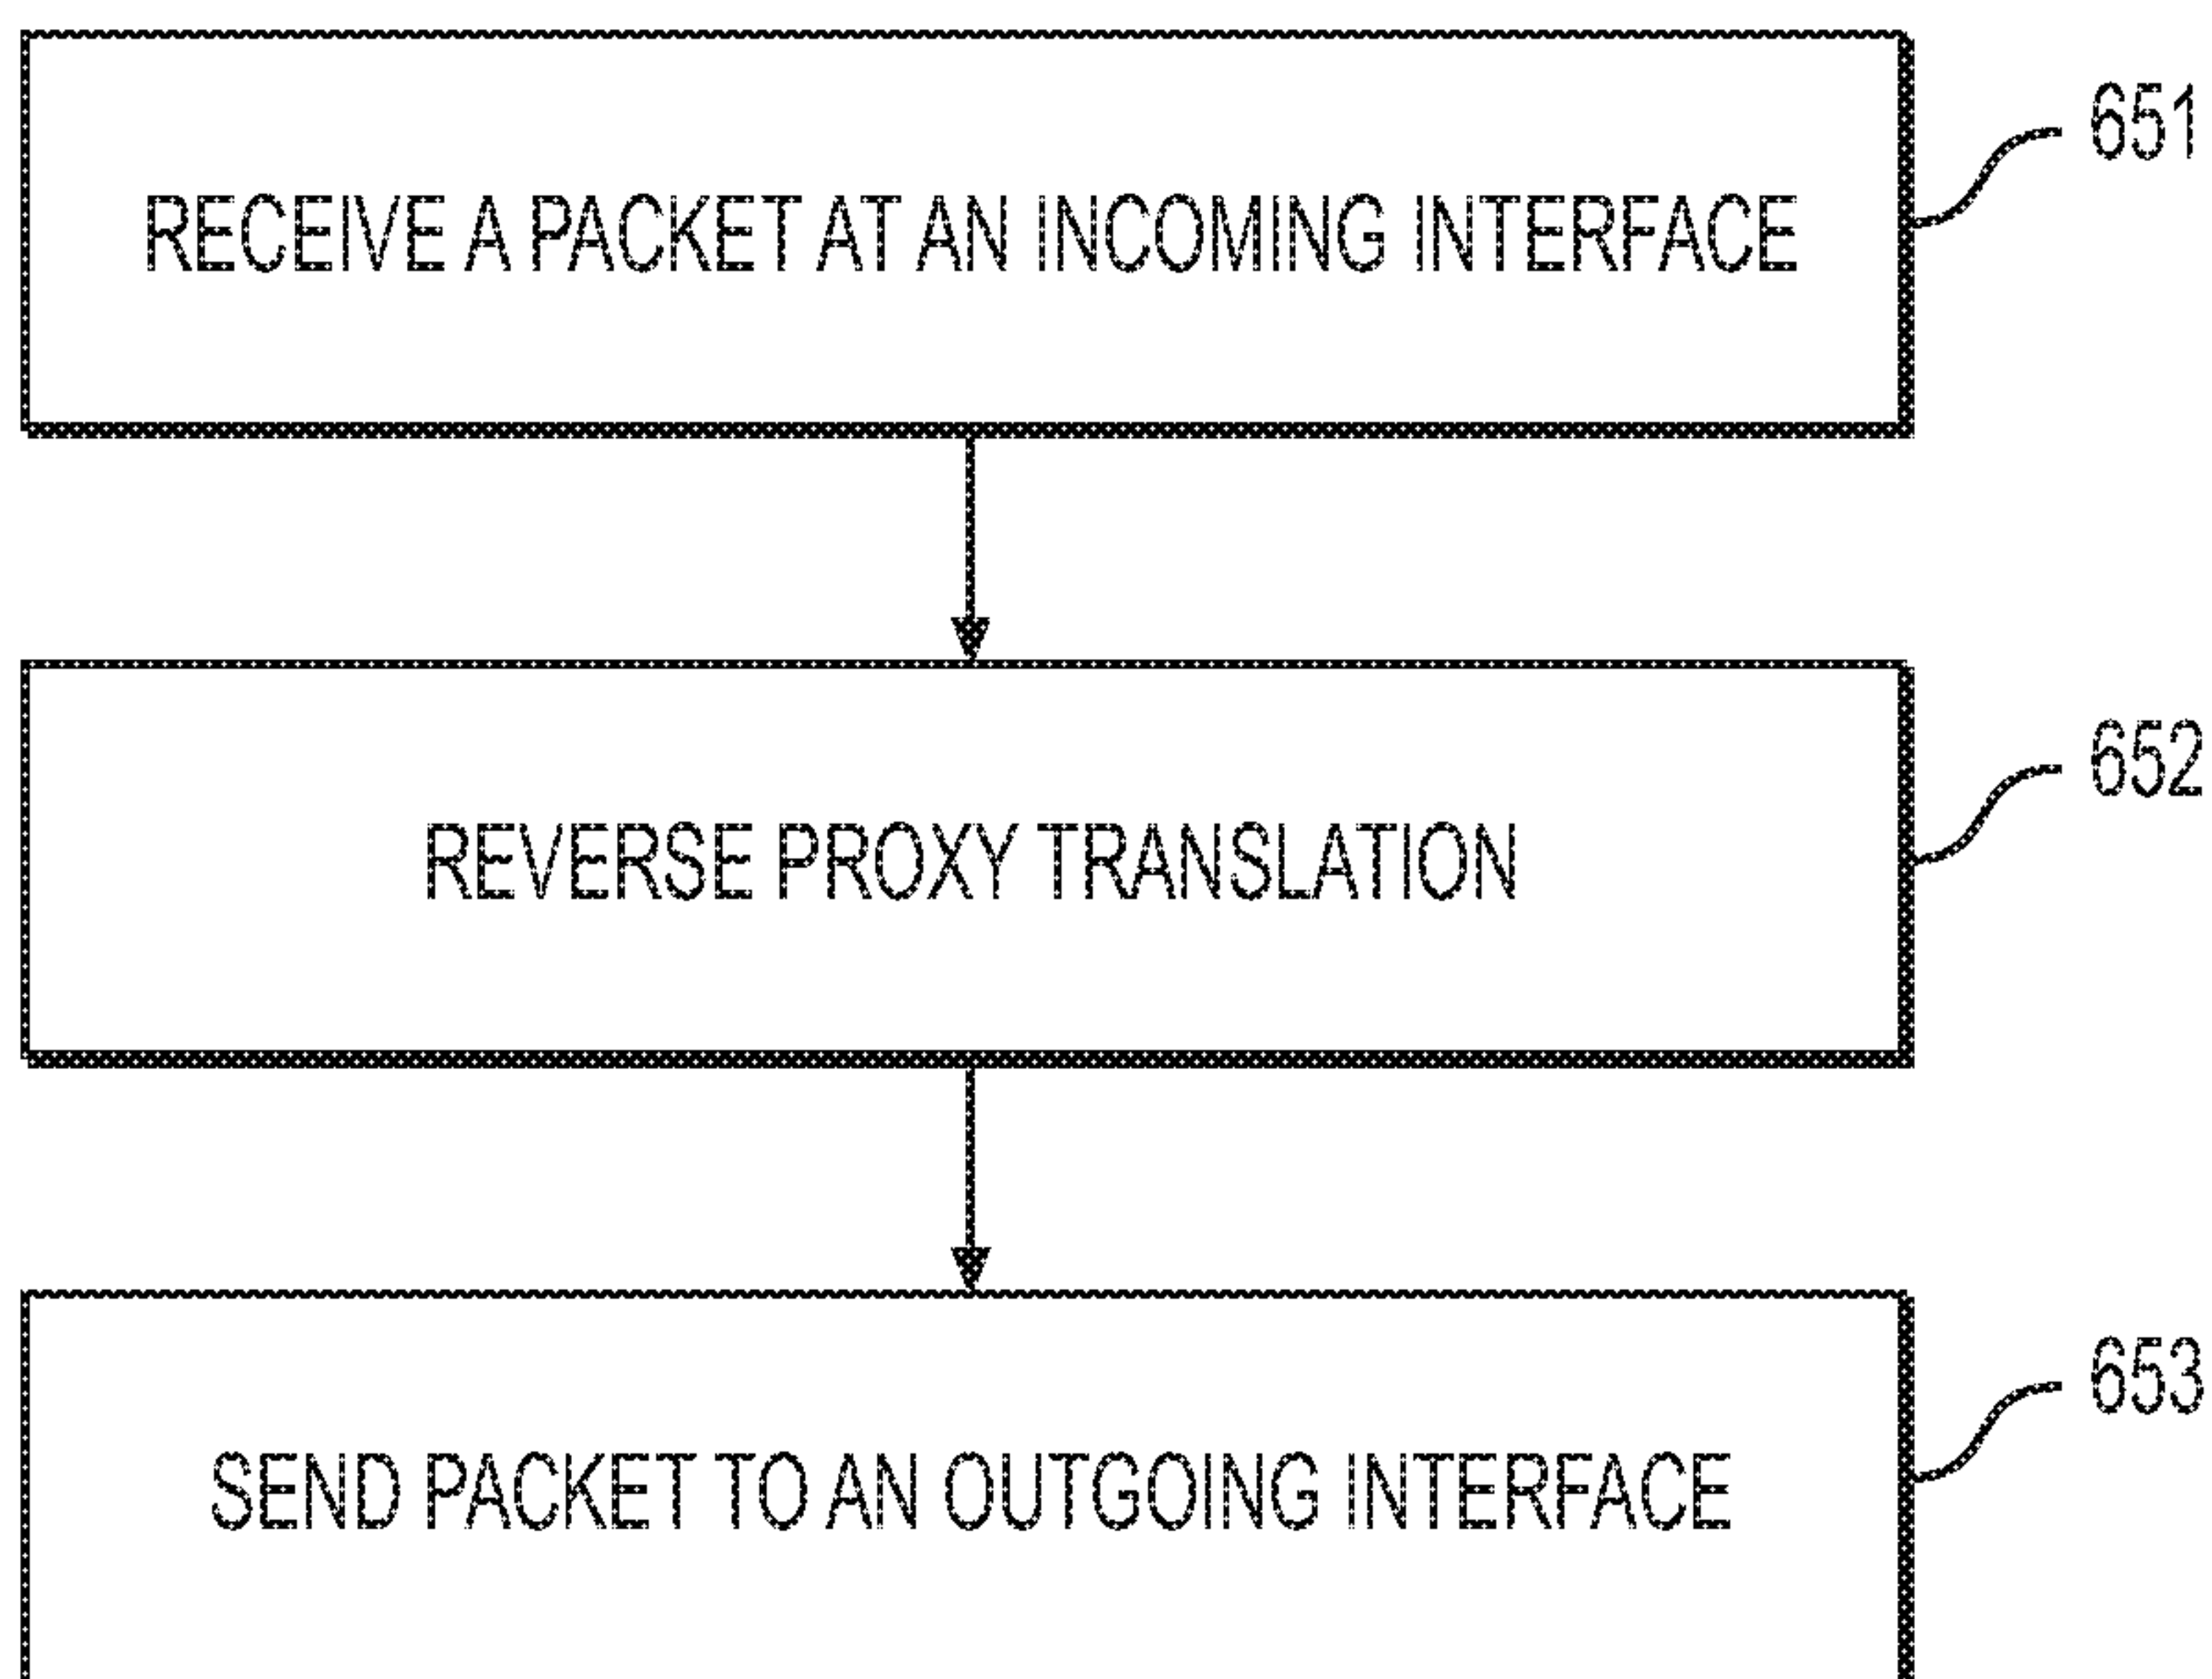 651
RECEIVE A PACKET AT AN INCOMING INTERFACE
652
REVERSE PROXY TRANSLATION
653
SEND PACKET TO AN OUTGOING INTERFACE